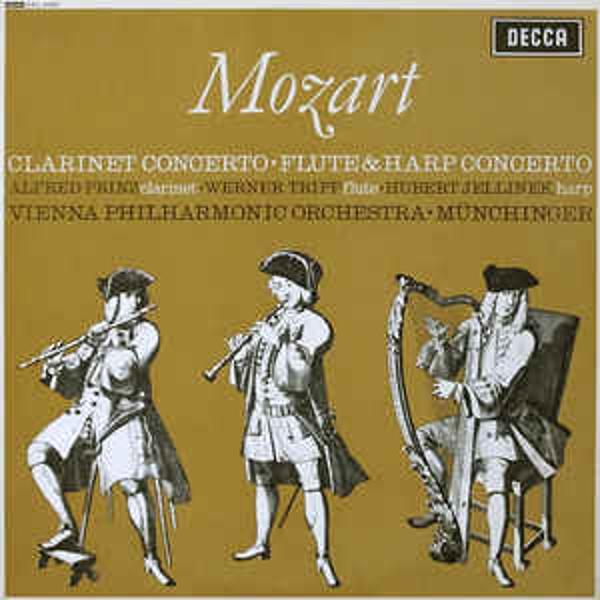 DECCA
Mozart
CLARINET CONCERTO · FLUTE & HARP CONCERTO
ALFRED PRINZ clarinet · WERNER TRIPP flute · HUBERT JELLINEK harp
VIENNA PHILHARMONIC ORCHESTRA · MÜNCHINGER